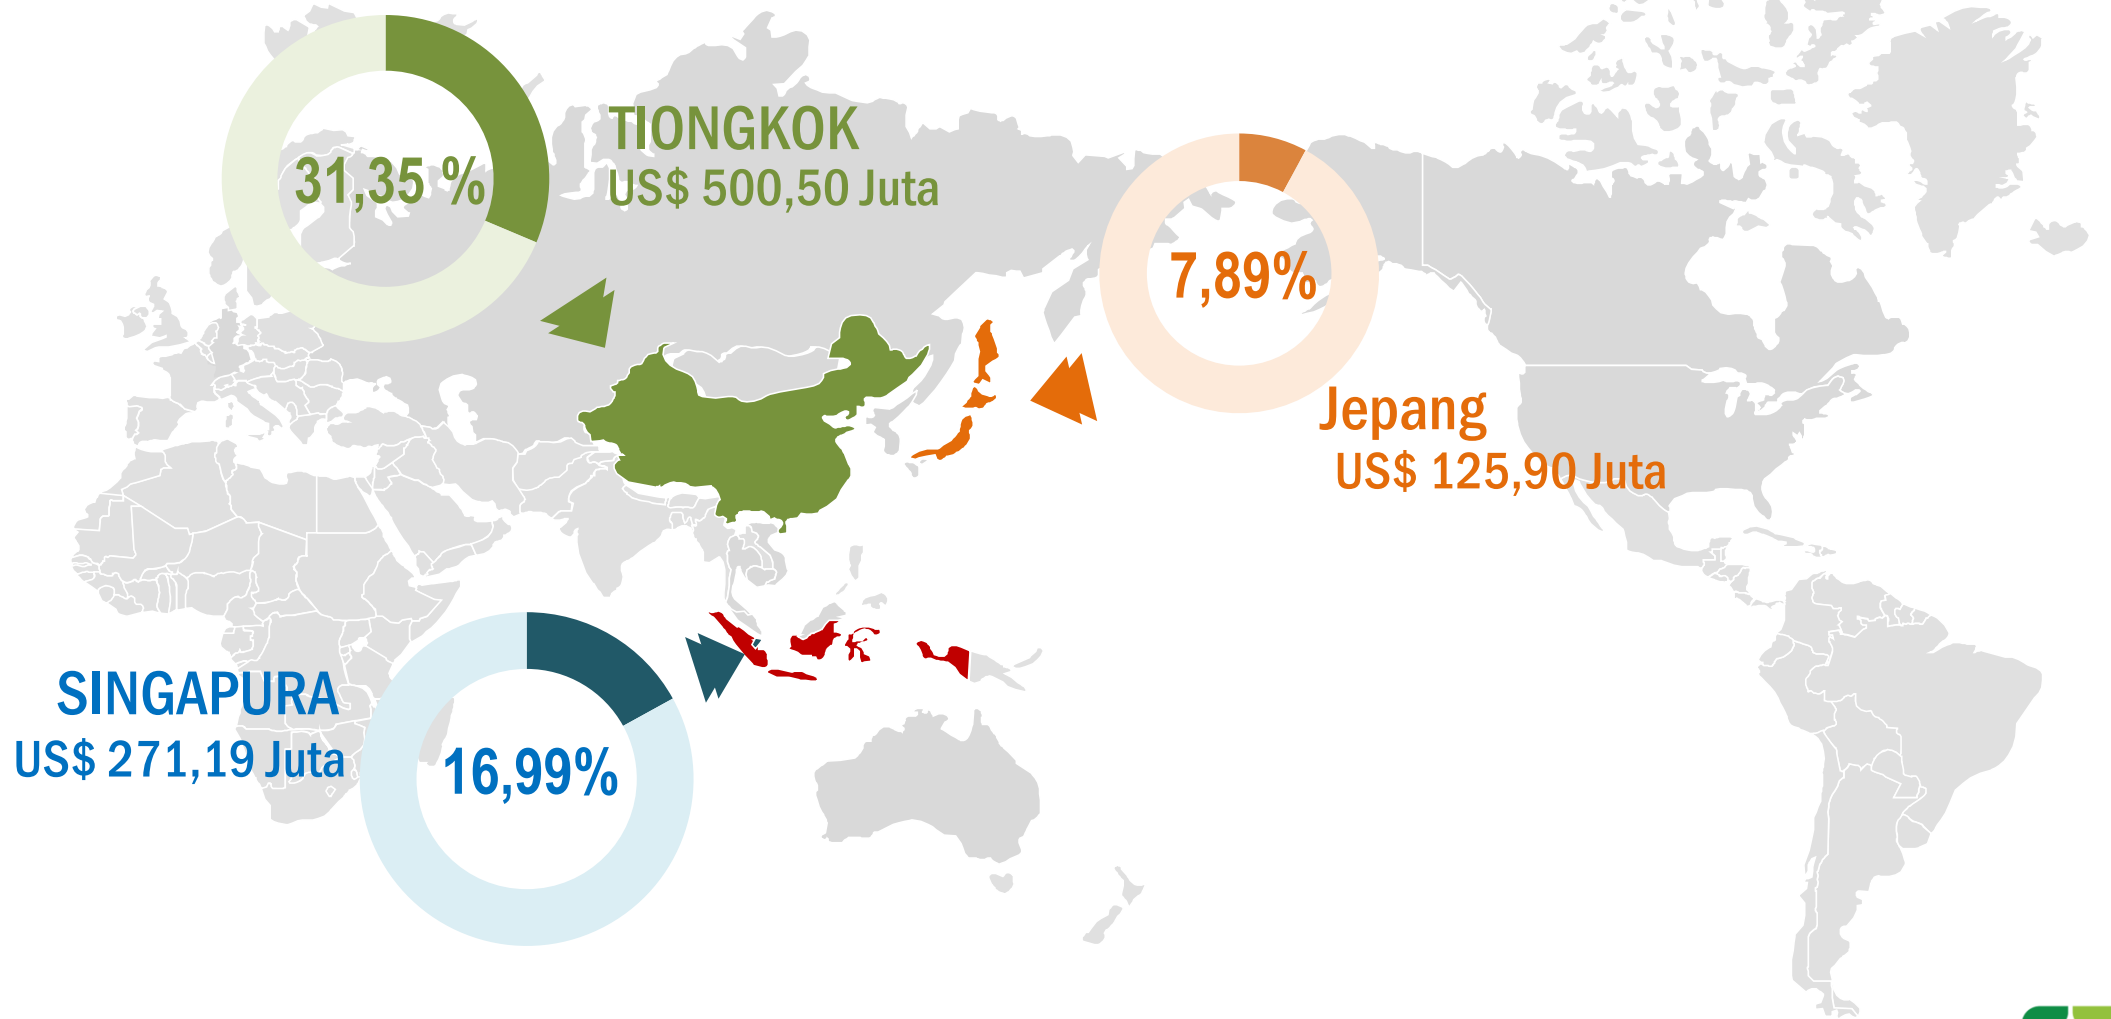 31,35 %
TIONGKOK
US$ 500,50 Juta
7,89%
Jepang
US$ 125,90 Juta
SINGAPURA
US$ 271,19 Juta
16,99%